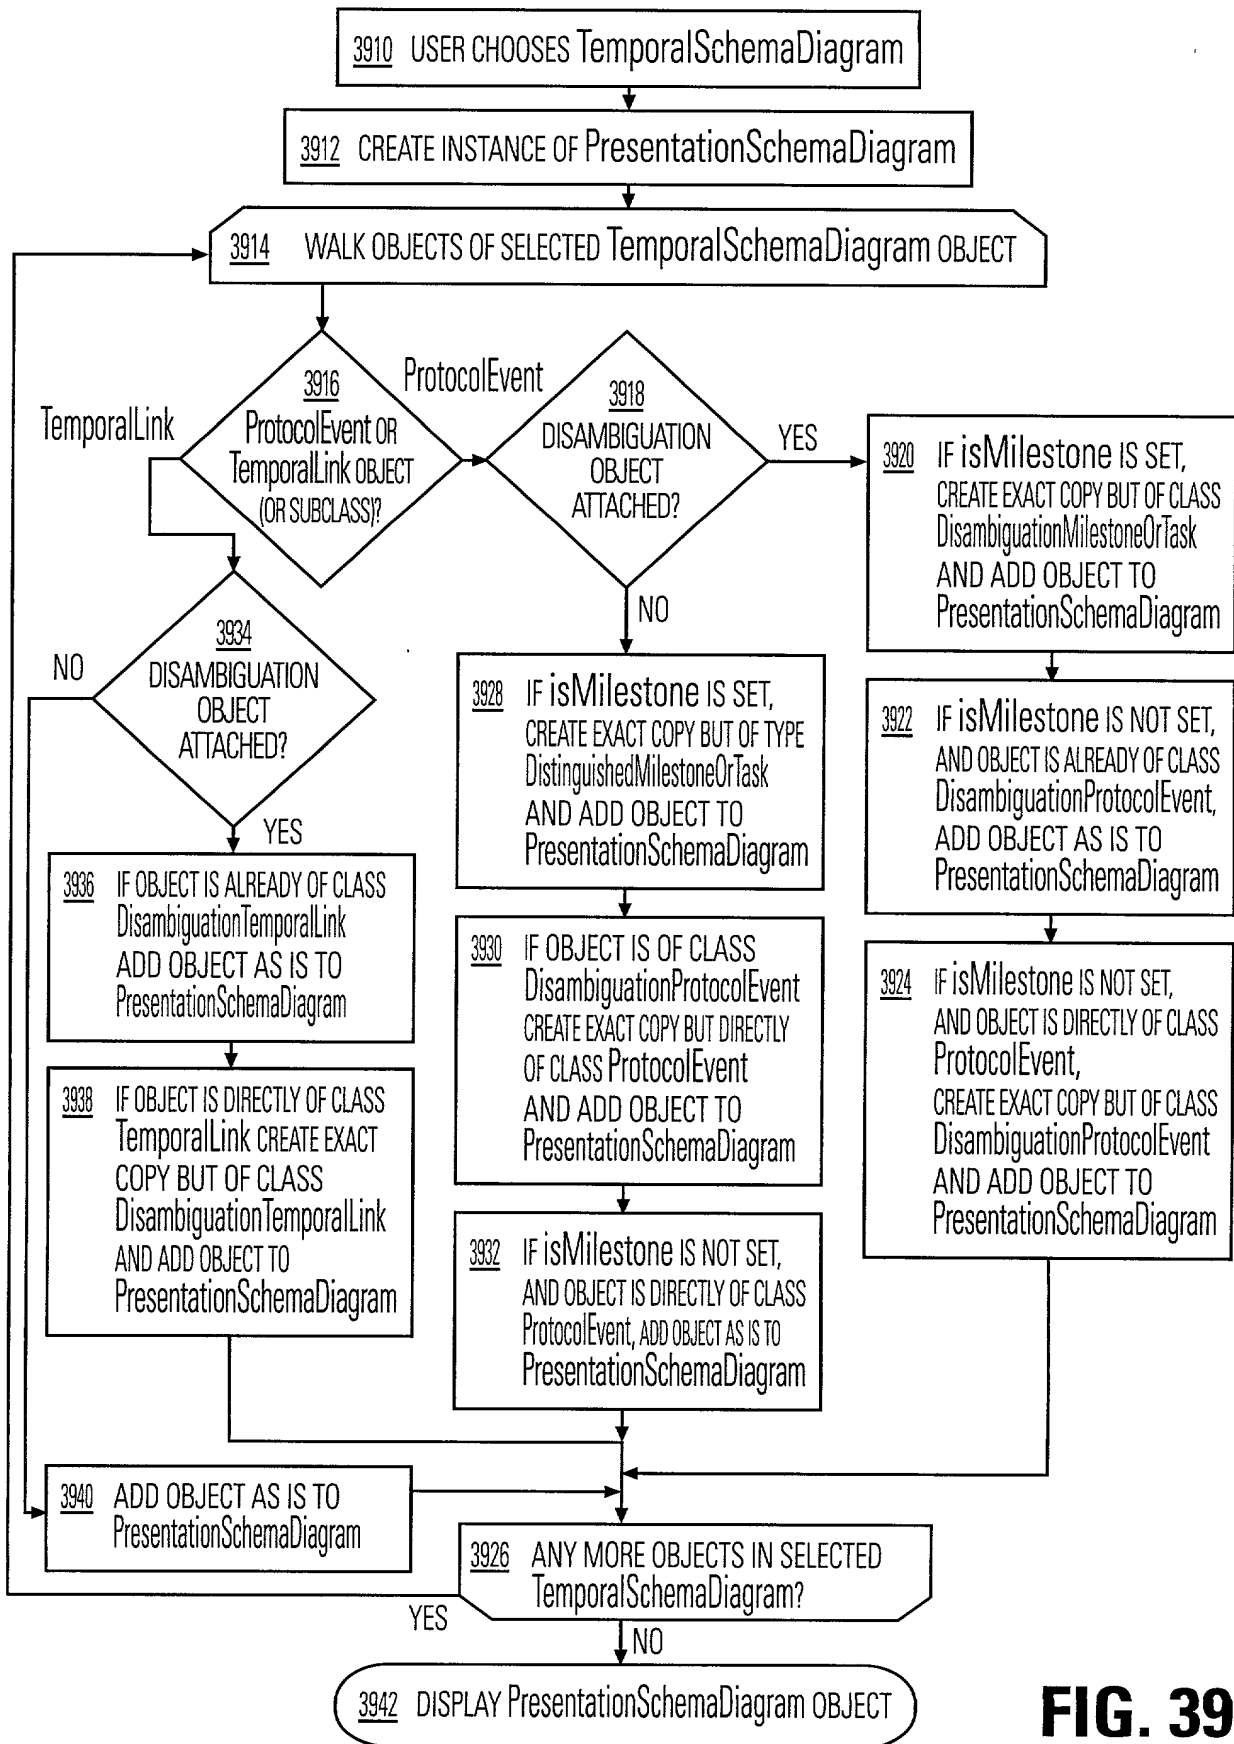 3910 USER CHOOSES TemporalSchemaDiagram
3912 CREATE INSTANCE OF PresentationSchemaDiagram
3914 WALK OBJECTS OF SELECTED TemporalSchemaDiagram OBJECT
3916
ProtocolEvent OR
TemporalLink OBJECT
(OR SUBCLASS)?
TemporalLink
ProtocolEvent
3918
DISAMBIGUATION
OBJECT
ATTACHED?
YES
NO
3920 IF isMilestone IS SET,
CREATE EXACT COPY BUT OF CLASS
DisambiguationMilestoneOrTask
AND ADD OBJECT TO
PresentationSchemaDiagram
3922 IF isMilestone IS NOT SET,
AND OBJECT IS ALREADY OF CLASS
DisambiguationProtocolEvent,
ADD OBJECT AS IS TO
PresentationSchemaDiagram
3924 IF isMilestone IS NOT SET,
AND OBJECT IS DIRECTLY OF CLASS
ProtocolEvent,
CREATE EXACT COPY BUT OF CLASS
DisambiguationProtocolEvent
AND ADD OBJECT TO
PresentationSchemaDiagram
3928 IF isMilestone IS SET,
CREATE EXACT COPY BUT OF TYPE
DistinguishedMilestoneOrTask
AND ADD OBJECT TO
PresentationSchemaDiagram
3930 IF OBJECT IS OF CLASS
DisambiguationProtocolEvent
CREATE EXACT COPY BUT DIRECTLY
OF CLASS ProtocolEvent
AND ADD OBJECT TO
PresentationSchemaDiagram
3932 IF isMilestone IS NOT SET,
AND OBJECT IS DIRECTLY OF CLASS
ProtocolEvent, ADD OBJECT AS IS TO
PresentationSchemaDiagram
3934
DISAMBIGUATION
OBJECT
ATTACHED?
NO
YES
3936 IF OBJECT IS ALREADY OF CLASS
DisambiguationTemporalLink
ADD OBJECT AS IS TO
PresentationSchemaDiagram
3938 IF OBJECT IS DIRECTLY OF CLASS
TemporalLink CREATE EXACT
COPY BUT OF CLASS
DisambiguationTemporalLink
AND ADD OBJECT TO
PresentationSchemaDiagram
3940 ADD OBJECT AS IS TO
PresentationSchemaDiagram
3926 ANY MORE OBJECTS IN SELECTED
TemporalSchemaDiagram?
YES
NO
3942 DISPLAY PresentationSchemaDiagram OBJECT
FIG. 39